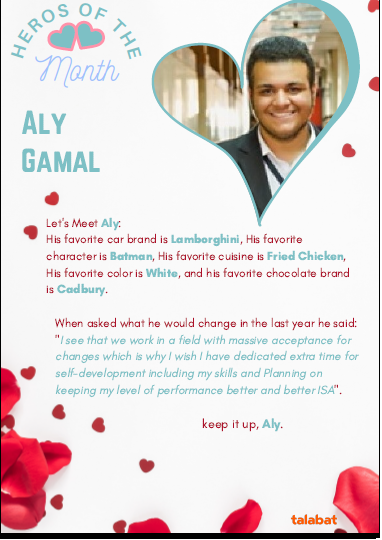 HEROS OF THE
Month
ALY
GAMAL
Let's Meet Aly:
His favorite car brand is Lamborghini, His favorite
character is Batman, His favorite cuisine is Fried Chicken,
His favorite color is White, and his favorite chocolate brand
is Cadbury.
When asked what he would change in the last year he said:
"I see that we work in a field with massive acceptance for
changes which is why I wish I have dedicated extra time for
self-development including my skills and Planning on
keeping my level of performance better and better ISA".
keep it up, Aly.
talabat